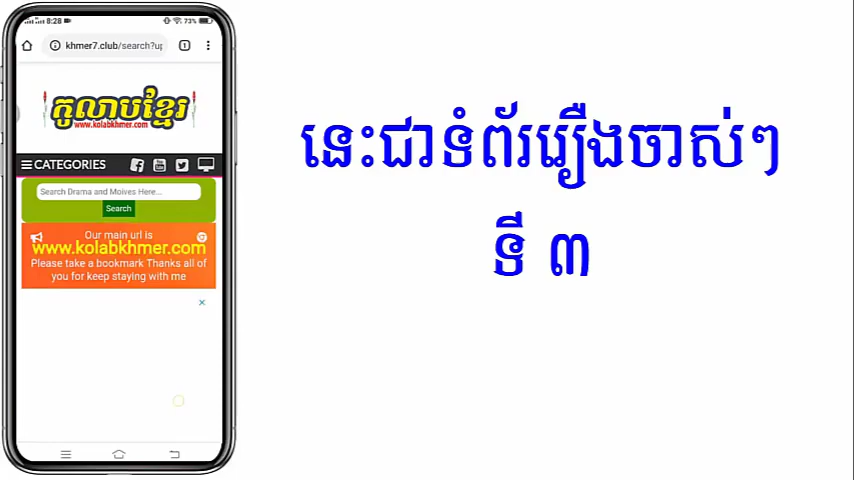 8:28
73%
khmer7.club/search?up
1
កូលាបខ្មែរ
www.kolabkhmer.com
CATEGORIES
Search Drama and Moives Here...
Search
Our main url is
www.kolabkhmer.com
Please take a bookmark Thanks all of
you for keep staying with me
នេះជាទំព័ររឿងចាស់ៗ
ទី ៣